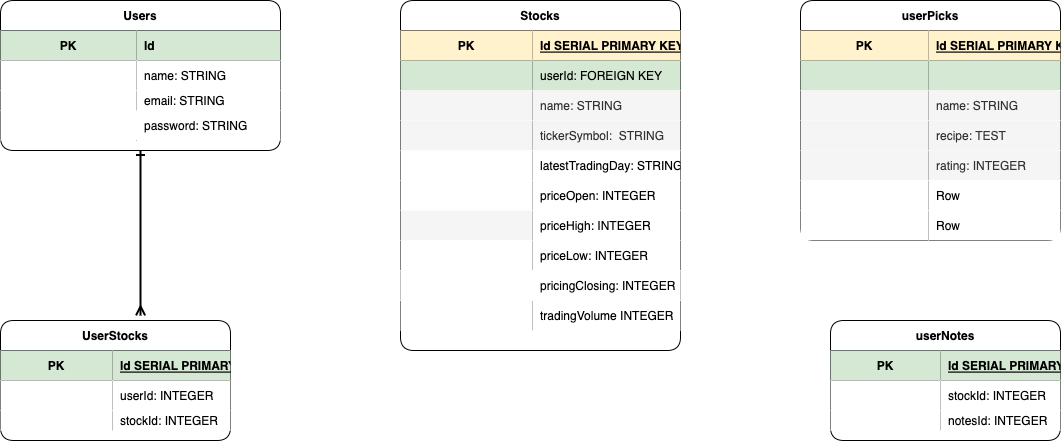 Users
PK Id
name: STRING
email: STRING
password: STRING
Stocks
PK Id SERIAL PRIMARY KEY
userId: FOREIGN KEY
name: STRING
tickerSymbol: STRING
latestTradingDay: STRING
priceOpen: INTEGER
priceHigh: INTEGER
priceLow: INTEGER
pricingClosing: INTEGER
tradingVolume INTEGER
userPicks
PK Id SERIAL PRIMARY K
name: STRING
recipe: TEST
rating: INTEGER
Row
Row
UserStocks
PK Id SERIAL PRIMARY
userId: INTEGER
stockId: INTEGER
userNotes
PK Id SERIAL PRIMARY
stockId: INTEGER
notesId: INTEGER